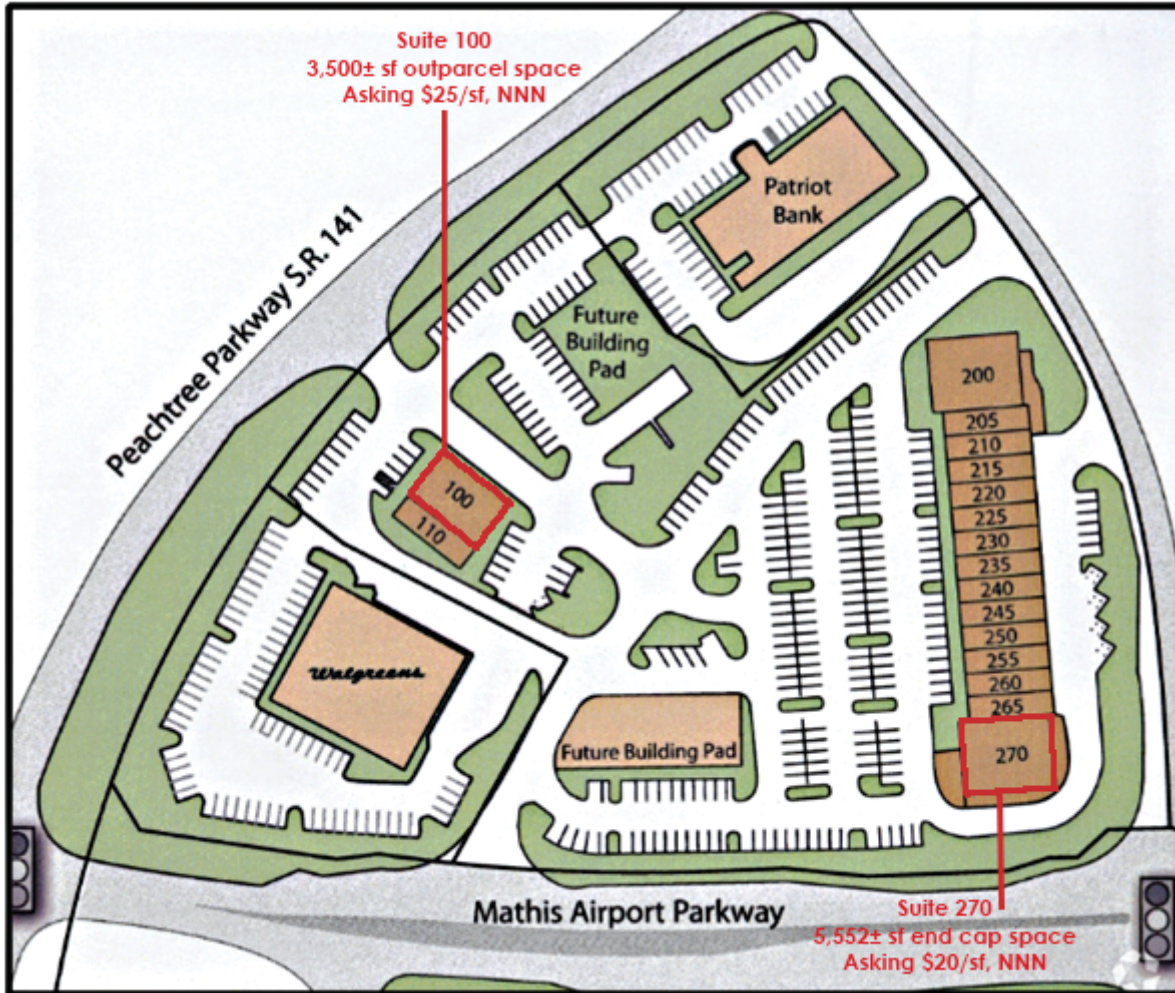 Suite 100
3,500± sf outparcel space
Asking $25/sf, NNN
Peachtree Parkway S.R. 141
Patriot
Bank
Future
Building
Pad
200
205
210
215
220
225
230
235
240
245
250
255
260
265
270
100
110
Walgreens
Future Building Pad
Mathis Airport Parkway
Suite 270
5,552± sf end cap space
Asking $20/sf, NNN